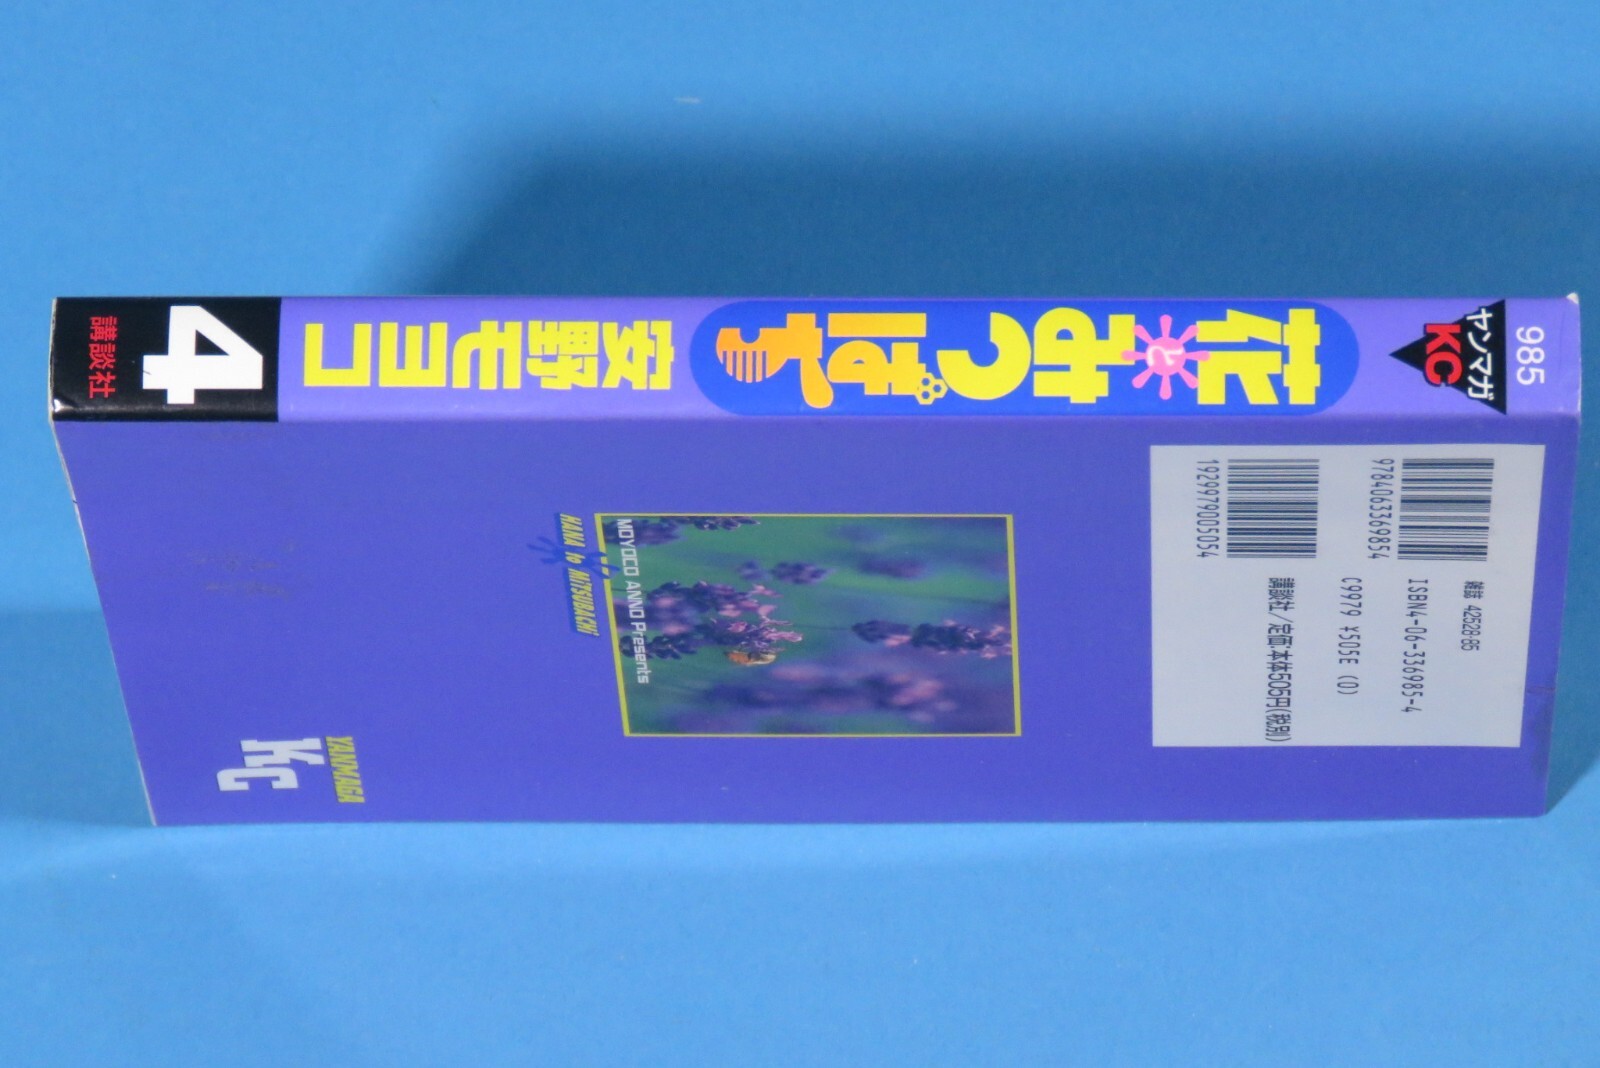 985
ヤンマガ
KC
花とみつばち
安野モヨコ
4
講談社
9784063369854
1929979005054
雑誌 42528-85
ISBN4-06-336985-4
C9979 ¥505E (0)
講談社／定価:本体505円(税別)
MOYOCO ANNO Presents
HANA to MiTSUBACHi
YANMAGA
KC